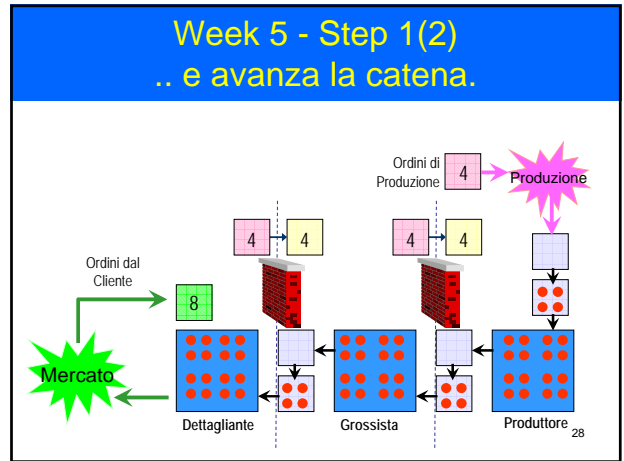 Week 5 - Step 1(2)
.. e avanza la catena.
Ordini di
Produzione
4
Produzione
4
4
4
4
Ordini dal
Cliente
8
Mercato
Dettagliante
Grossista
Produttore
28